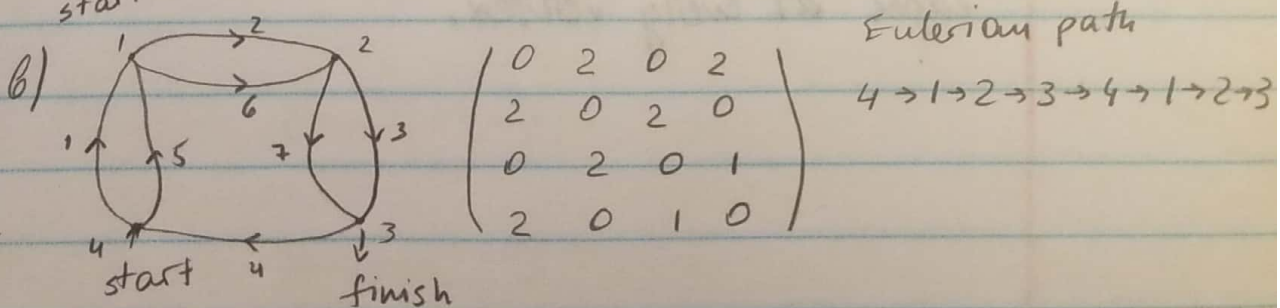 star
6) 1 2 2
6
1 5 7 3
4 4 3
start finish
0 2 0 2
2 0 2 0
0 2 0 1
2 0 1 0
Eulerian path
4 → 1 → 2 → 3 → 4 → 1 → 2 → 3